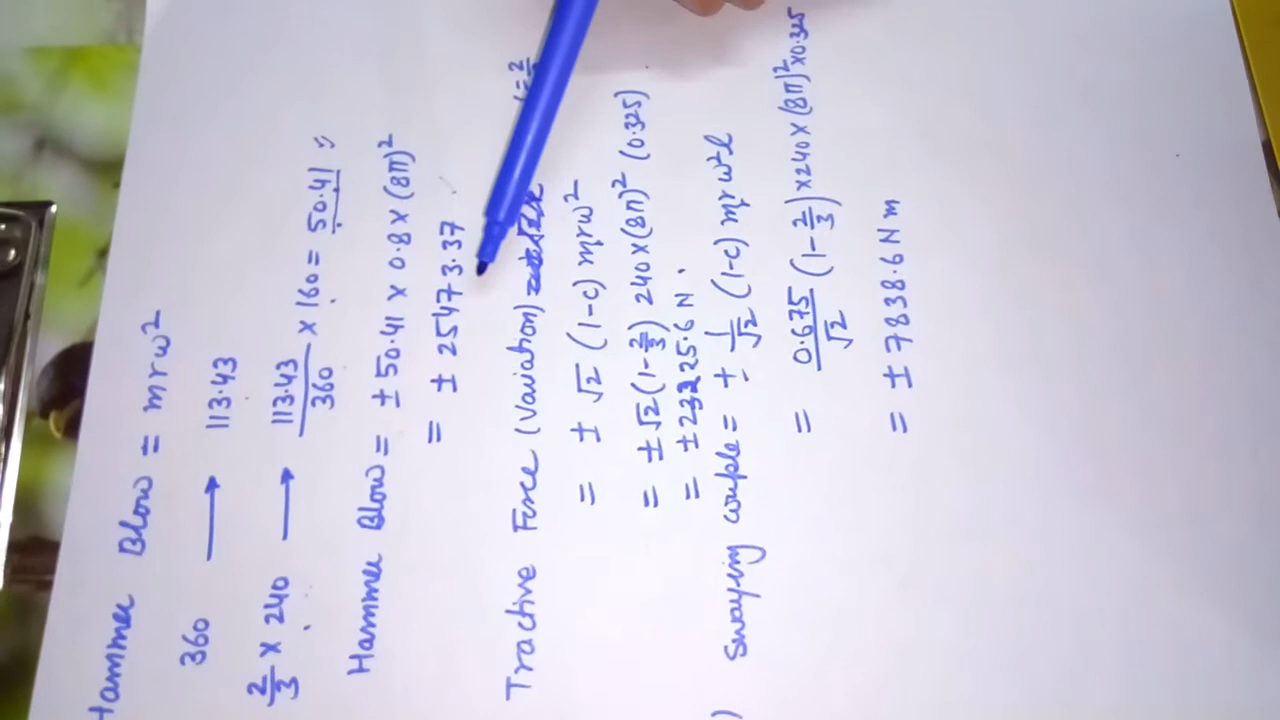 Hammer Blow = mrω²
360 → 113.43
2/3 × 240 → 113.43/360 × 160 = 50.41
Hammer Blow = ± 50.41 × 0.8 × (8π)²
= ± 25473.37
Tractive Force (Variation)
= ± √2 (1-c) mrω²
= ± √2 (1-2/3) 240 × (8π)² (0.325)
= ± 23225.6 N.
) Swaying couple = ± 1/√2 (1-c) mrω²l
= 0.675/√2 (1-2/3) × 240 × (8π)² × 0.325
= ± 7838.6 N m